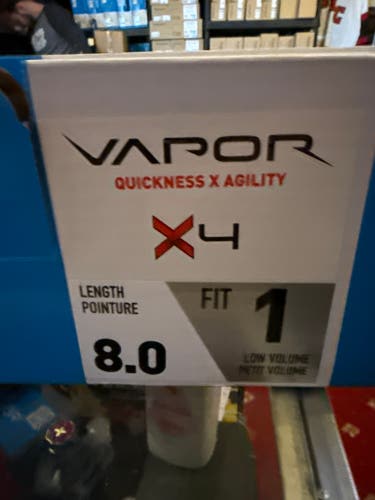 VAPOR
QUICKNESS X AGILITY
X4
LENGTH
POINTURE
8.0
FIT 1
LOW VOLUME
PETIT VOLUME